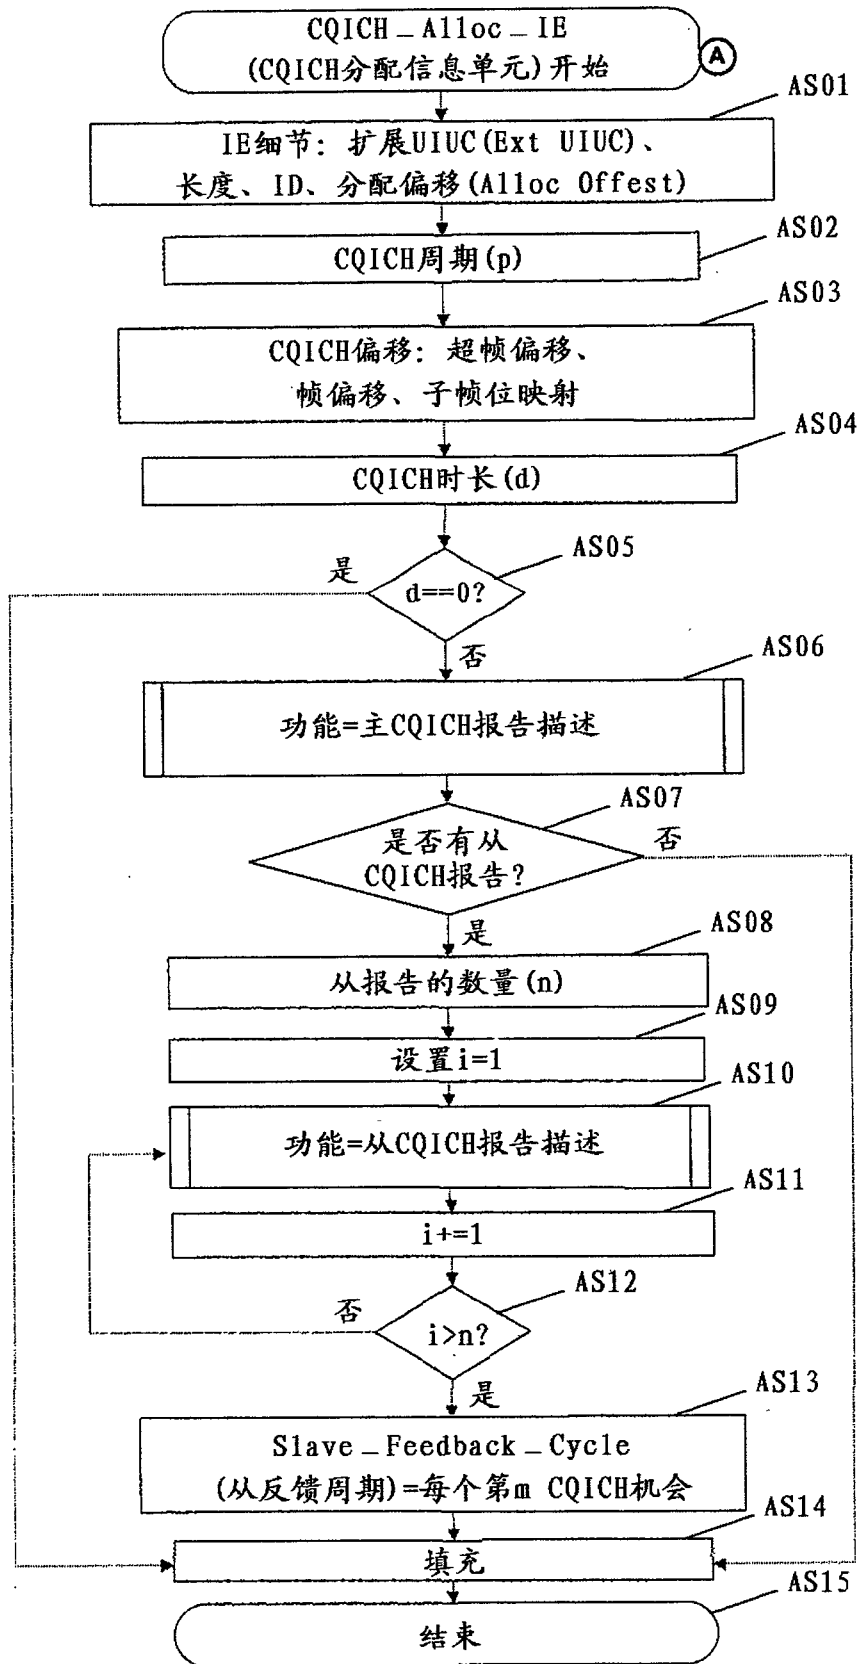 CQICH_Alloc_IE
(CQICH分配信息单元)开始
A
AS01
IE细节：扩展UIUC(Ext UIUC)、
长度、ID、分配偏移(Alloc Offest)
AS02
CQICH周期(p)
AS03
CQICH偏移：超帧偏移、
帧偏移、子帧位映射
AS04
CQICH时长(d)
AS05
是
d==0?
否
AS06
功能=主CQICH报告描述
AS07
是否有从
CQICH报告?
否
是
AS08
从报告的数量(n)
AS09
设置i=1
AS10
功能=从CQICH报告描述
AS11
i+=1
AS12
否
i>n?
是
AS13
Slave_Feedback_Cycle
(从反馈周期)=每个第m CQICH机会
AS14
填充
AS15
结束